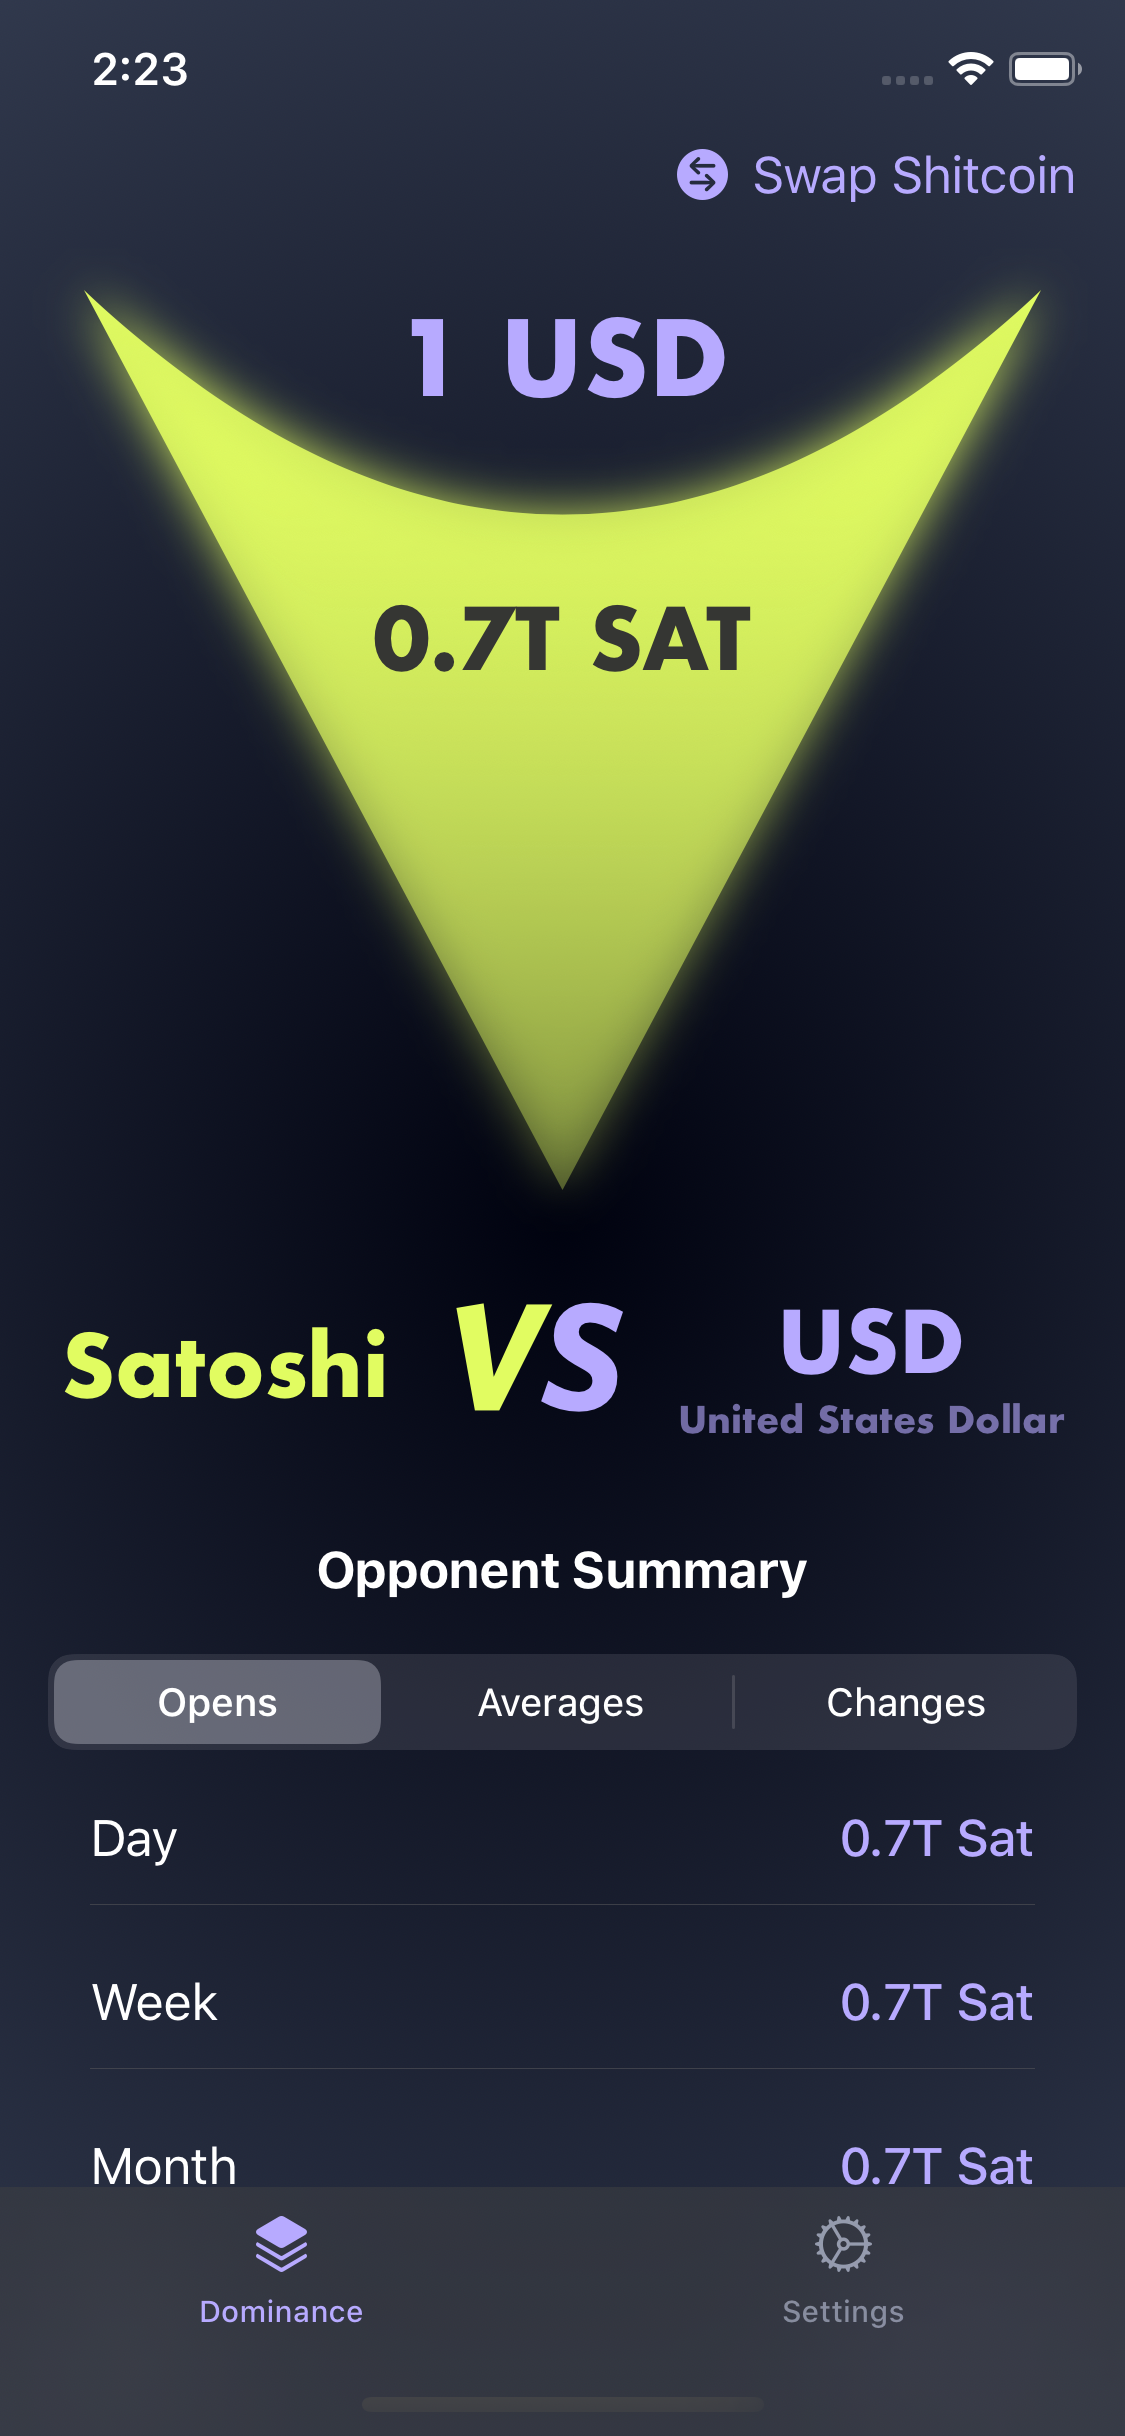 2:23
Swap Shitcoin
1 USD
0.7T SAT
Satoshi VS USD
United States Dollar
Opponent Summary
Opens Averages Changes
Day 0.7T Sat
Week 0.7T Sat
Month 0.7T Sat
Dominance Settings